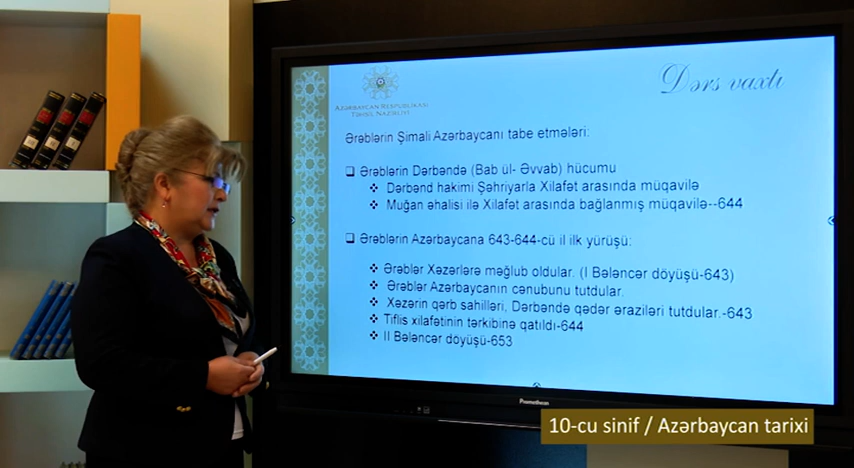 Dərs vaxtı
AZƏRBAYCAN RESPUBLİKASI
TƏHSİL NAZİRLİYİ
Ərəblərin Şimali Azərbaycanı tabe etmələri:
Ərəblərin Dərbəndə (Bab ül- Əvvab) hücumu
Dərbənd hakimi Şəhriyarla Xilafət arasında müqavilə
Muğan əhalisi ilə Xilafət arasında bağlanmış müqavilə--644
Ərəblərin Azərbaycana 643-644-cü il ilk yürüşü:
Ərəblər Xəzərlərə məğlub oldular. (I Bələncər döyüşü-643)
Ərəblər Azərbaycanın cənubunu tutdular.
Xəzərin qərb sahilləri, Dərbəndə qədər əraziləri tutdular.-643
Tiflis xilafətinin tərkibinə qatıldı-644
II Bələncər döyüşü-653
Promethean
10-cu sinif / Azərbaycan tarixi